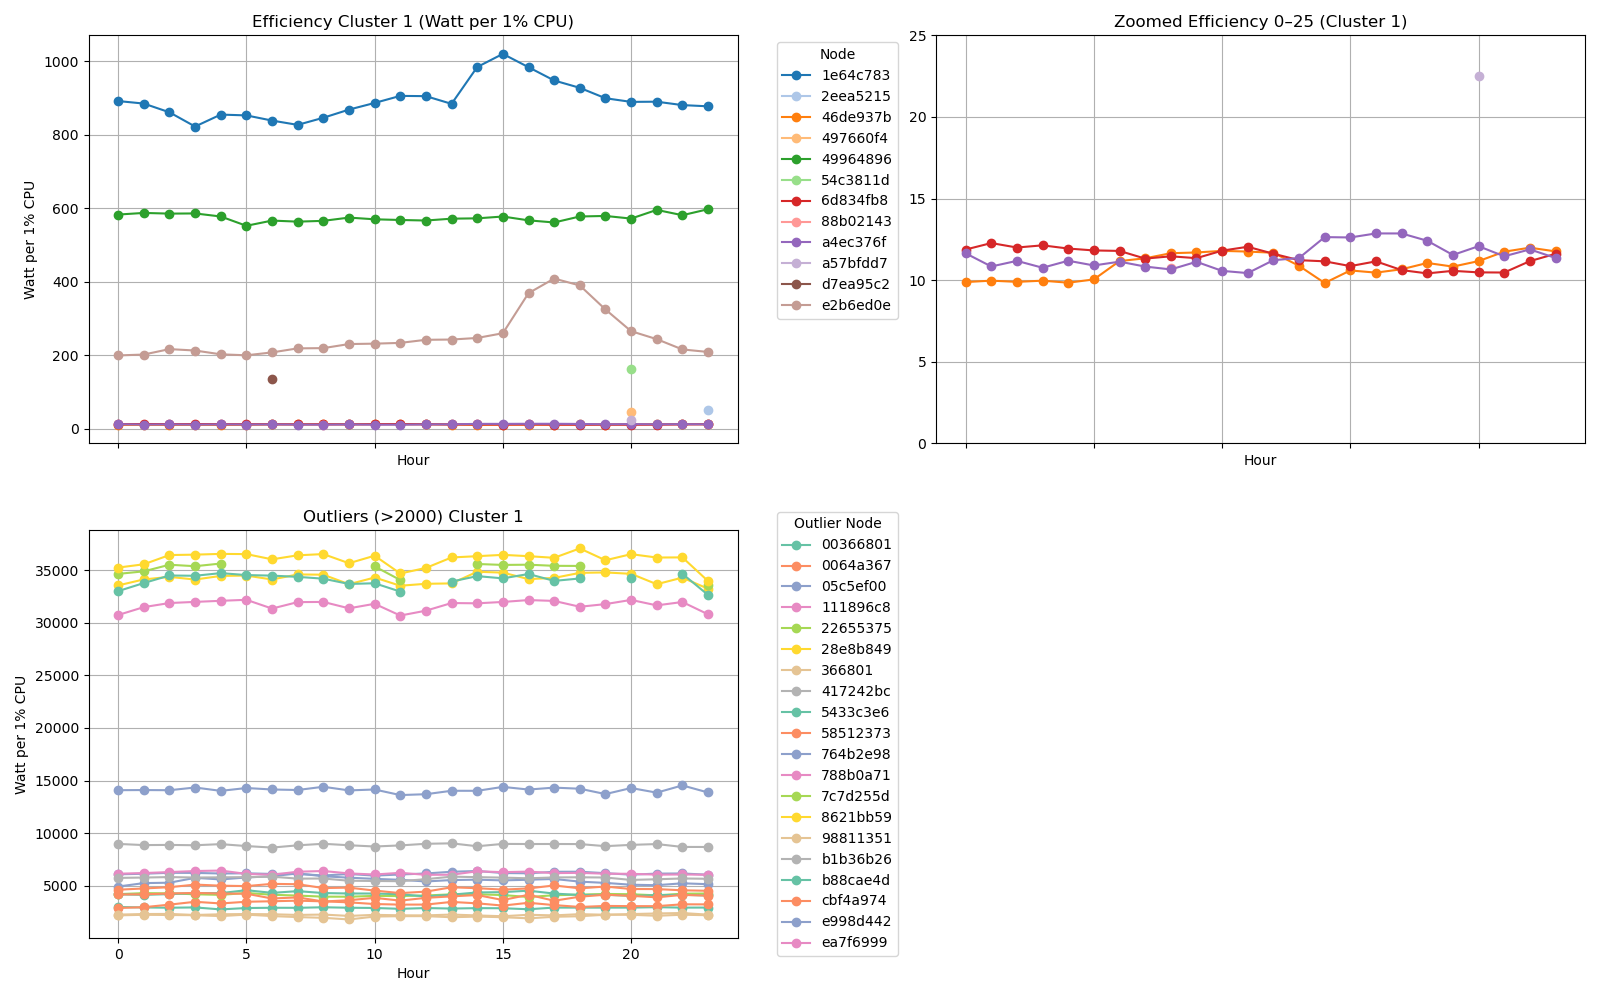 Efficiency Cluster 1 (Watt per 1% CPU)
Watt per 1% CPU
1000
800
600
400
200
0
Hour
Node
1e64c783
2eea5215
46de937b
497660f4
49964896
54c3811d
6d834fb8
88b02143
a4ec376f
a57bfdd7
d7ea95c2
e2b6ed0e
Zoomed Efficiency 0–25 (Cluster 1)
25
20
15
10
5
0
Hour
Outliers (>2000) Cluster 1
Watt per 1% CPU
35000
30000
25000
20000
15000
10000
5000
0 5 10 15 20
Hour
Outlier Node
00366801
0064a367
05c5ef00
111896c8
22655375
28e8b849
366801
417242bc
5433c3e6
58512373
764b2e98
788b0a71
7c7d255d
8621bb59
98811351
b1b36b26
b88cae4d
cbf4a974
e998d442
ea7f6999